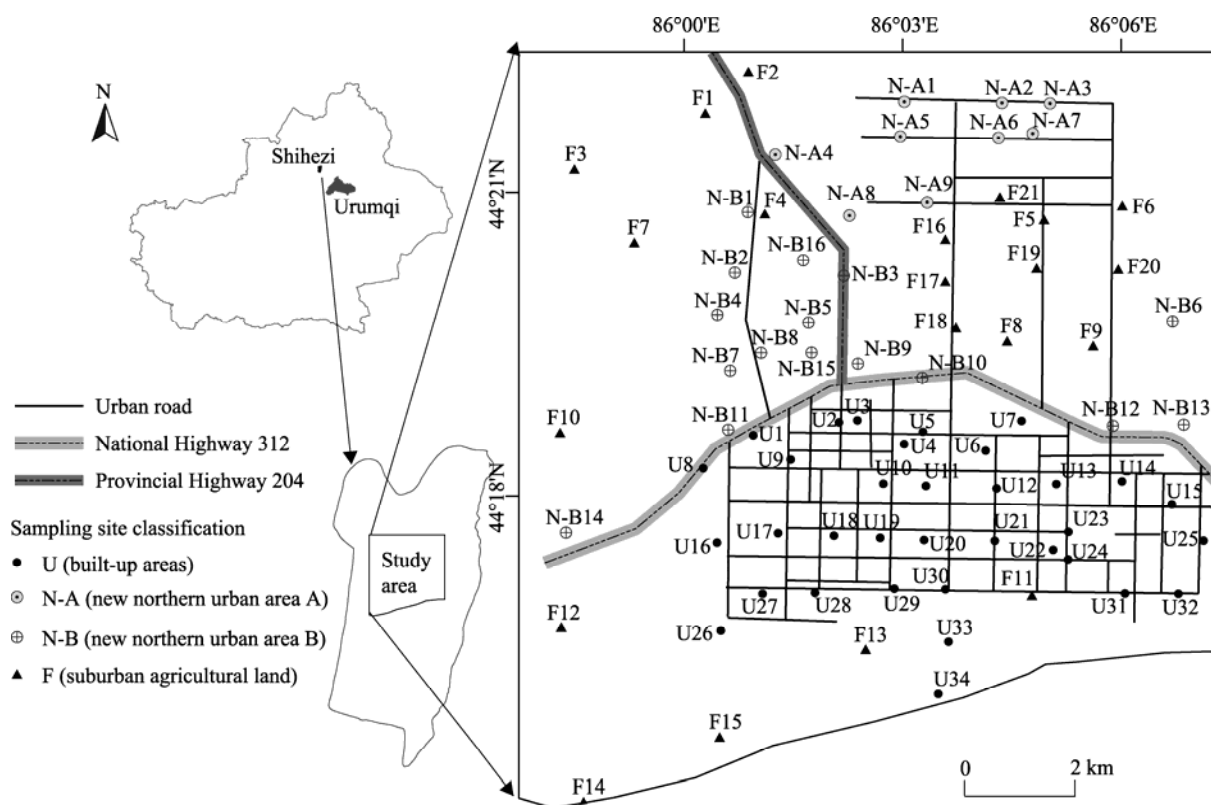 86°00'E 86°03'E 86°06'E
N
Shihezi
Urumqi
44°21'N
44°18'N
F2
F1
N-A1
N-A2
N-A3
N-A5
N-A6
N-A7
F3
N-A4
N-A8
N-A9
F21
N-B1
F4
F5
F6
F7
F16
N-B16
N-B2
N-B3
F19
F20
F17
N-B4
N-B5
N-B6
F18
F8
F9
N-B8
N-B7
N-B15
N-B9
N-B10
F10
N-B11
N-B12
N-B13
U1
U2
U3
U5
U7
U4
U6
U8
U9
U10
U11
U12
U13
U14
U15
N-B14
U16
U17
U18
U19
U20
U21
U23
U22
U24
U25
U27
U28
U29
U30
F11
U31
U32
F12
U26
F13
U33
U34
F15
F14
Urban road
National Highway 312
Provincial Highway 204
Sampling site classification
U (built-up areas)
N-A (new northern urban area A)
N-B (new northern urban area B)
F (suburban agricultural land)
Study
area
0 2 km